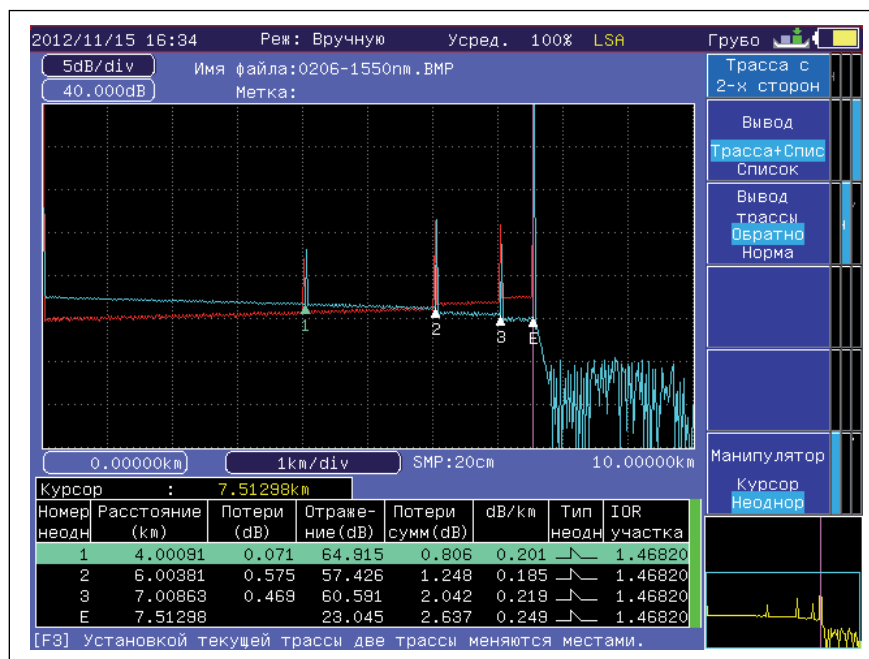 2012/11/15 16:34 Реж: Вручную Усред. 100% LSA Грубо
5dB/div Имя файла:0206-1550nm.BMP
40.000dB Метка:
Трасса с
2-х сторон
Вывод
Трасса+Спис
Список
Вывод
трассы
Обратно
Норма
1 2 3 E
0.00000km 1km/div SMP:20cm 10.00000km
Манипулятор
Курсор
Неоднор
Курсор : 7.51298km
Номер Расстояние Потери Отраже- Потери dB/km Тип IOR
неодн (km) (dB) ние(dB) сумм(dB) неодн участка
1 4.00091 0.071 64.915 0.806 0.201 1.46820
2 6.00381 0.575 57.426 1.248 0.185 1.46820
3 7.00863 0.469 60.591 2.042 0.219 1.46820
E 7.51298 23.045 2.637 0.249 1.46820
[F3] Установкой текущей трассы две трассы меняются местами.